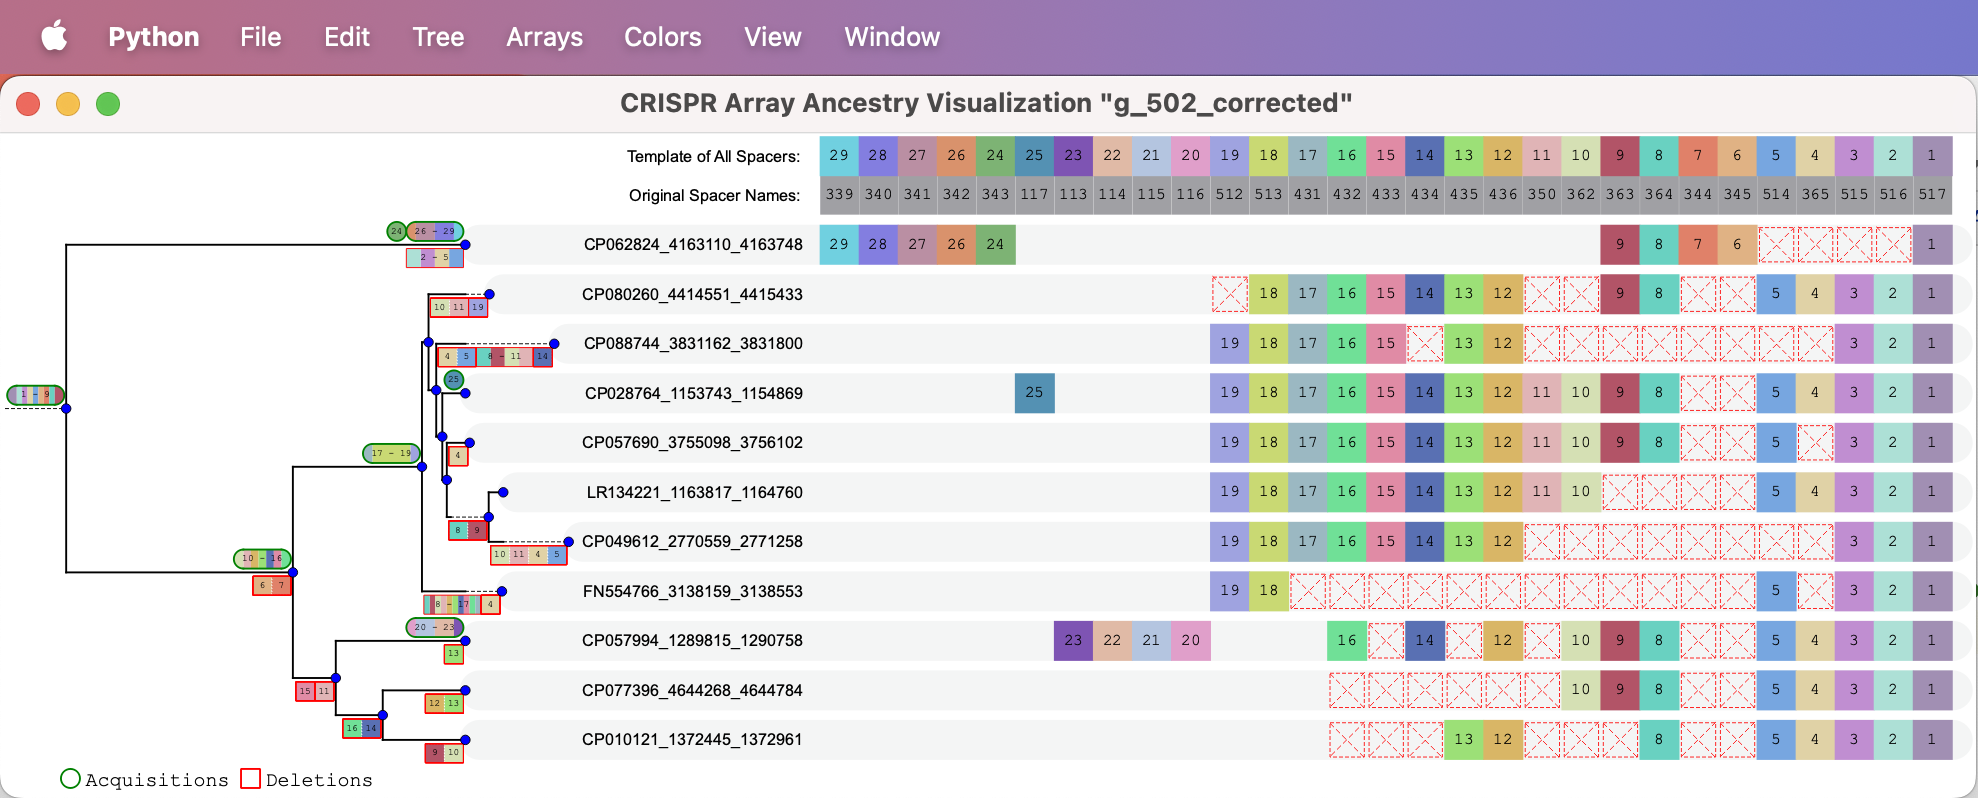 Python File Edit Tree Arrays Colors View Window
CRISPR Array Ancestry Visualization "g_502_corrected"
Template of All Spacers: 29 28 27 26 24 25 23 22 21 20 19 18 17 16 15 14 13 12 11 10 9 8 7 6 5 4 3 2 1
Original Spacer Names: 339 340 341 342 343 117 113 114 115 116 512 513 431 432 433 434 435 436 350 362 363 364 344 345 514 365 515 516 517
24 26 - 29
CP062824_4163110_4163748 29 28 27 26 24 9 8 7 6 1
2 - 5
CP080260_4414551_4415433 18 17 16 15 14 13 12 9 8 5 4 3 2 1
10 11 19
CP088744_3831162_3831800 19 18 17 16 15 13 12 3 2 1
4 5 8 - 11 14
25
CP028764_1153743_1154869 25 19 18 17 16 15 14 13 12 11 10 9 8 5 4 3 2 1
1 - 9
CP057690_3755098_3756102 19 18 17 16 15 14 13 12 11 10 9 8 5 3 2 1
17 - 19
4
LR134221_1163817_1164760 19 18 17 16 15 14 13 12 11 10 5 4 3 2 1
8 9
CP049612_2770559_2771258 19 18 17 16 15 14 13 12 3 2 1
10 11 4 5
10 - 16
6 7
FN554766_3138159_3138553 19 18 5 3 2 1
8 - 17 4
20 - 23
CP057994_1289815_1290758 23 22 21 20 16 14 12 10 9 8 5 4 3 2 1
13
CP077396_4644268_4644784 10 9 8 5 4 3 2 1
15 11
12 13
16 14
CP010121_1372445_1372961 13 12 8 5 4 3 2 1
9 10
Acquisitions Deletions